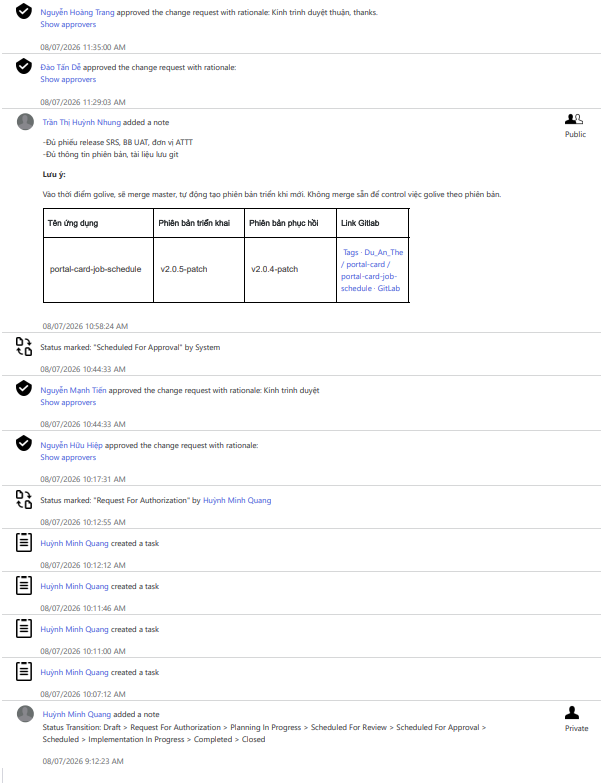 Nguyễn Hoàng Trang approved the change request with rationale: Kính trình duyệt thuận, thanks.
Show approvers
08/07/2026 11:35:00 AM
Đào Tấn Dễ approved the change request with rationale:
Show approvers
08/07/2026 11:29:03 AM
Trần Thị Huỳnh Nhung added a note
Public
-Đủ phiếu release SRS, BB UAT, đơn vị ATTT
-Đủ thông tin phiên bản, tài liệu lưu git
Lưu ý:
Vào thời điểm golive, sẽ merge master, tự động tạo phiên bản triển khi mới. Không merge sẵn để control việc golive theo phiên bản.
Tên ứng dụng Phiên bản triển khai Phiên bản phục hồi Link Gitlab
portal-card-job-schedule v2.0.5-patch v2.0.4-patch Tags · Du_An_The
/ portal-card /
portal-card-job-
schedule · GitLab
08/07/2026 10:58:24 AM
Status marked: "Scheduled For Approval" by System
08/07/2026 10:44:33 AM
Nguyễn Mạnh Tiến approved the change request with rationale: Kính trình duyệt
Show approvers
08/07/2026 10:44:33 AM
Nguyễn Hữu Hiệp approved the change request with rationale:
Show approvers
08/07/2026 10:17:31 AM
Status marked: "Request For Authorization" by Huỳnh Minh Quang
08/07/2026 10:12:55 AM
Huỳnh Minh Quang created a task
08/07/2026 10:12:12 AM
Huỳnh Minh Quang created a task
08/07/2026 10:11:46 AM
Huỳnh Minh Quang created a task
08/07/2026 10:11:00 AM
Huỳnh Minh Quang created a task
08/07/2026 10:07:12 AM
Huỳnh Minh Quang added a note
Private
Status Transition: Draft > Request For Authorization > Planning In Progress > Scheduled For Review > Scheduled For Approval >
Scheduled > Implementation In Progress > Completed > Closed
08/07/2026 9:12:23 AM